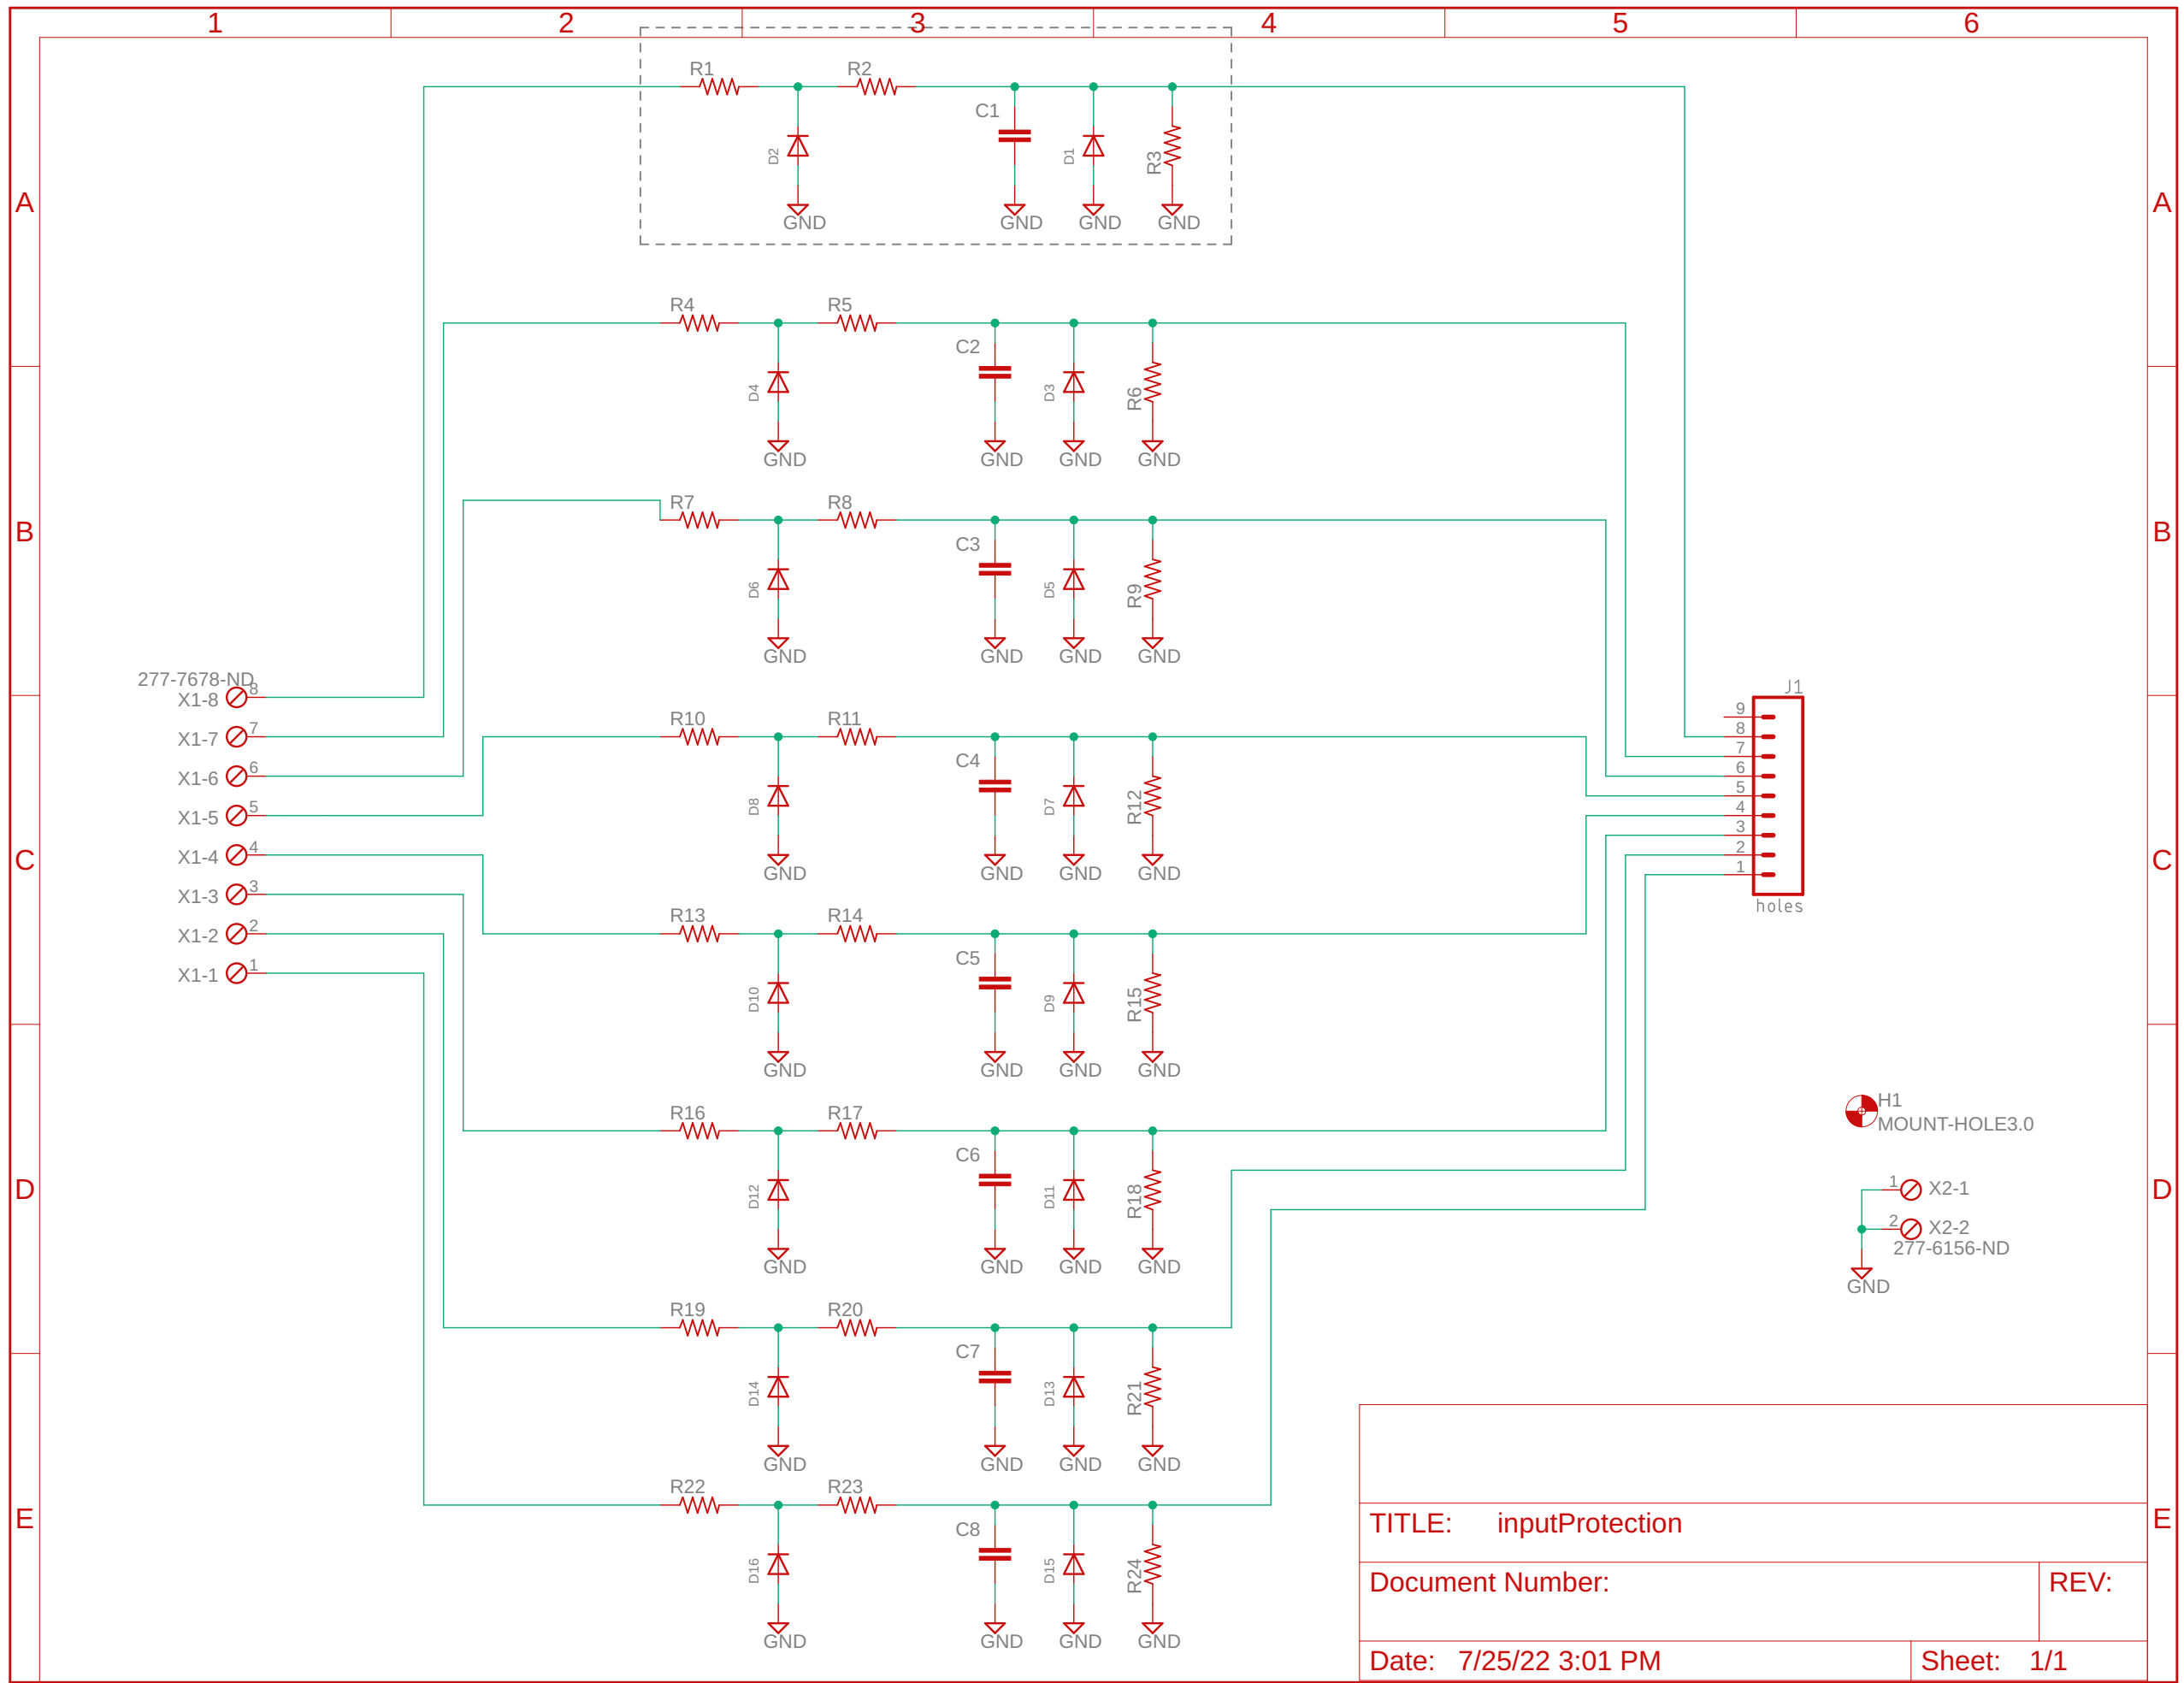 1 2 3 4 5 6
R1 R2
C1
D2 D1 R3
A A
GND GND GND GND
R4 R5
C2
D4 D3 R6
GND GND GND GND
R7 R8
B B
C3
D6 D5 R9
GND GND GND GND
277-7678-ND
X1-8 8
X1-7 7
X1-6 6
X1-5 5
X1-4 4
X1-3 3
X1-2 2
X1-1 1
R10 R11
C4
D8 D7 R12
GND GND GND GND
J1
9
8
7
6
5
4
3
2
1
holes
C C
R13 R14
C5
D10 D9 R15
GND GND GND GND
R16 R17
C6
D12 D11 R18
GND GND GND GND
H1
MOUNT-HOLE3.0
D D
1 X2-1
2 X2-2
277-6156-ND
GND
R19 R20
C7
D14 D13 R21
GND GND GND GND
R22 R23
E E
C8
D16 D15 R24
GND GND GND GND
TITLE: inputProtection
Document Number: REV:
Date: 7/25/22 3:01 PM Sheet: 1/1